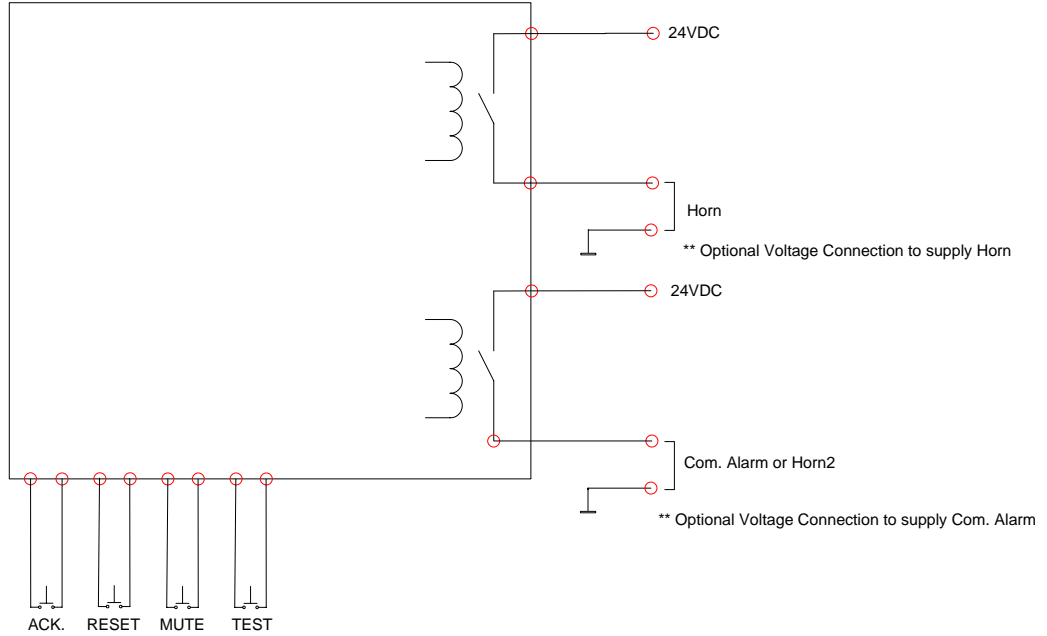 24VDC
Horn
** Optional Voltage Connection to supply Horn
24VDC
Com. Alarm or Horn2
** Optional Voltage Connection to supply Com. Alarm
ACK. RESET MUTE TEST